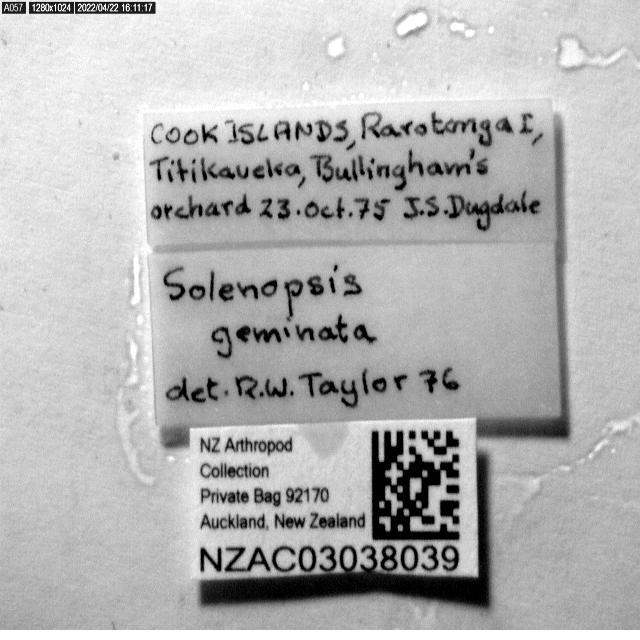 A057 1280x1024 2022/04/22 16:11:17
COOK ISLANDS, Rarotonga I,
Titikaveka, Bullingham's
orchard 23.Oct.75 J.S.Dugdale
Solenopsis
geminata
det. R.W. Taylor 76
NZ Arthropod
Collection
Private Bag 92170
Auckland, New Zealand
NZAC03038039